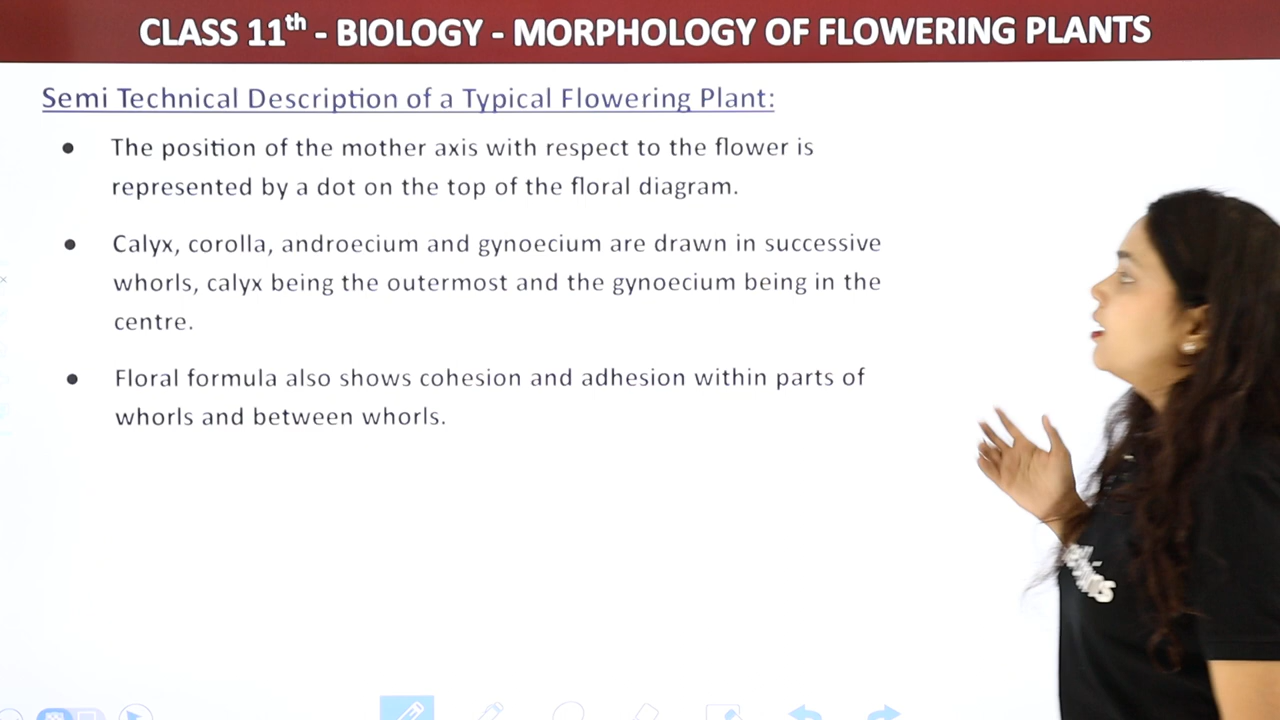 CLASS 11th - BIOLOGY - MORPHOLOGY OF FLOWERING PLANTS
Semi Technical Description of a Typical Flowering Plant:
● The position of the mother axis with respect to the flower is
represented by a dot on the top of the floral diagram.
● Calyx, corolla, androecium and gynoecium are drawn in successive
whorls, calyx being the outermost and the gynoecium being in the
centre.
● Floral formula also shows cohesion and adhesion within parts of
whorls and between whorls.